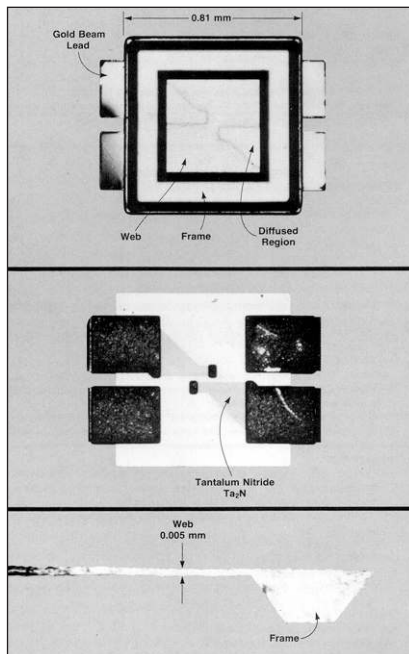 0.81 mm
Gold Beam
Lead
Web
Frame
Diffused
Region
Tantalum Nitride
Ta₂N
Web
0.005 mm
Frame